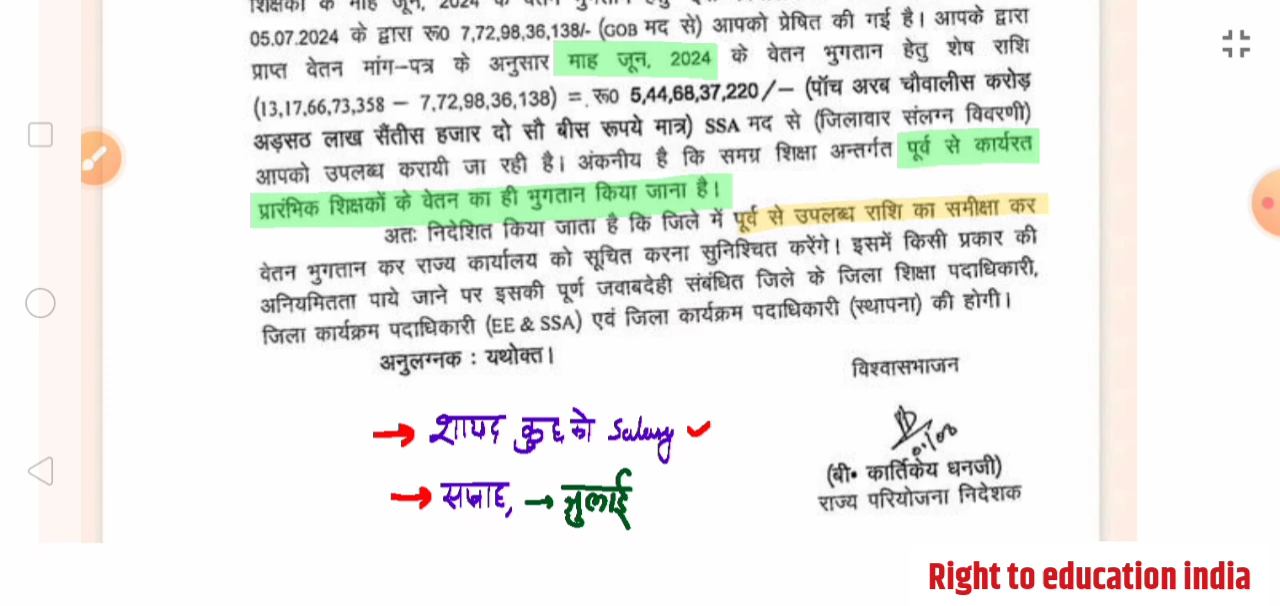 शिक्षकों के माह जून, 2024 के वेतन
05.07.2024 के द्वारा रू0 7,72,98,36,138/- (GOB मद से) आपको प्रेषित की गई है। आपके द्वारा
प्राप्त वेतन मांग-पत्र के अनुसार माह जून, 2024 के वेतन भुगतान हेतु शेष राशि
(13,17,66,73,358 – 7,72,98,36,138) = रू0 5,44,68,37,220/- (पॉच अरब चौवालीस करोड़
अड़सठ लाख सैंतीस हजार दो सौ बीस रूपये मात्र) SSA मद से (जिलावार संलग्न विवरणी)
आपको उपलब्ध करायी जा रही है। अंकनीय है कि समग्र शिक्षा अन्तर्गत पूर्व से कार्यरत
प्रारंभिक शिक्षकों के वेतन का ही भुगतान किया जाना है।
अतः निदेशित किया जाता है कि जिले में पूर्व से उपलब्ध राशि का समीक्षा कर
वेतन भुगतान कर राज्य कार्यालय को सूचित करना सुनिश्चित करेंगे। इसमें किसी प्रकार की
अनियमितता पाये जाने पर इसकी पूर्ण जवाबदेही संबंधित जिले के जिला शिक्षा पदाधिकारी,
जिला कार्यक्रम पदाधिकारी (EE & SSA) एवं जिला कार्यक्रम पदाधिकारी (स्थापना) की होगी।
अनुलग्नक : यथोक्त।
विश्वासभाजन
→ शायद कुछ को Salary ✓
→ → जुलाई
(बी॰ कार्तिकेय धनजी)
राज्य परियोजना निदेशक
Right to education india